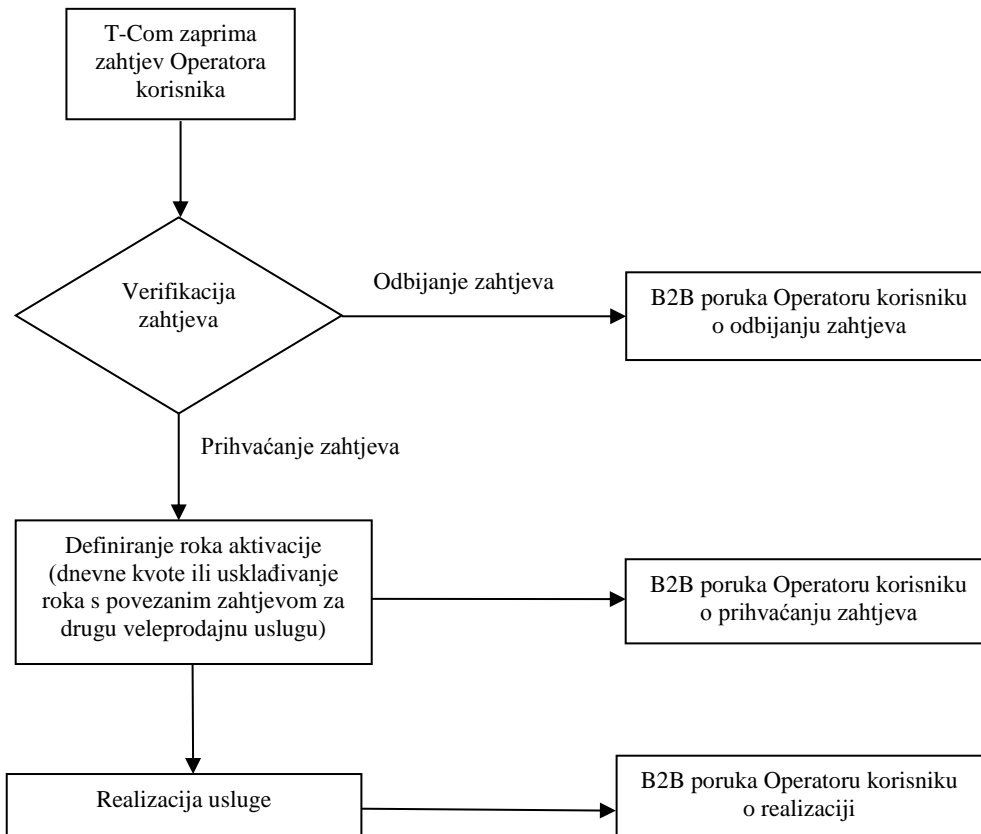 T-Com zaprima
zahtjev Operatora
korisnika
Verifikacija
zahtjeva
Odbijanje zahtjeva
B2B poruka Operatoru korisniku
o odbijanju zahtjeva
Prihvaćanje zahtjeva
Definiranje roka aktivacije
(dnevne kvote ili usklađivanje
roka s povezanim zahtjevom za
drugu veleprodajnu uslugu)
B2B poruka Operatoru korisniku
o prihvaćanju zahtjeva
Realizacija usluge
B2B poruka Operatoru korisniku
o realizaciji